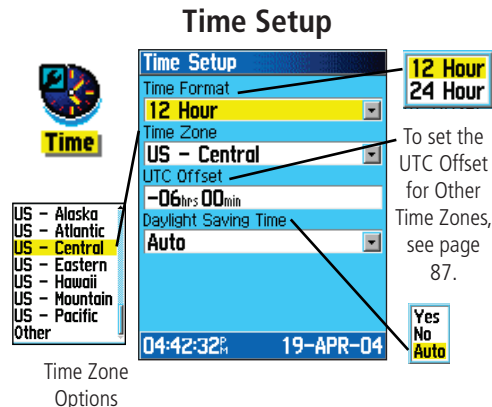 Time Setup
Time
Time Setup
Time Format
12 Hour
Time Zone
US - Central
UTC Offset
-06hrs 00min
Daylight Saving Time
Auto
04:42:32PM 19-APR-04
12 Hour
24 Hour
To set the
UTC Offset
for Other
Time Zones,
see page
87.
US - Alaska
US - Atlantic
US - Central
US - Eastern
US - Hawaii
US - Mountain
US - Pacific
Other
Time Zone
Options
Yes
No
Auto